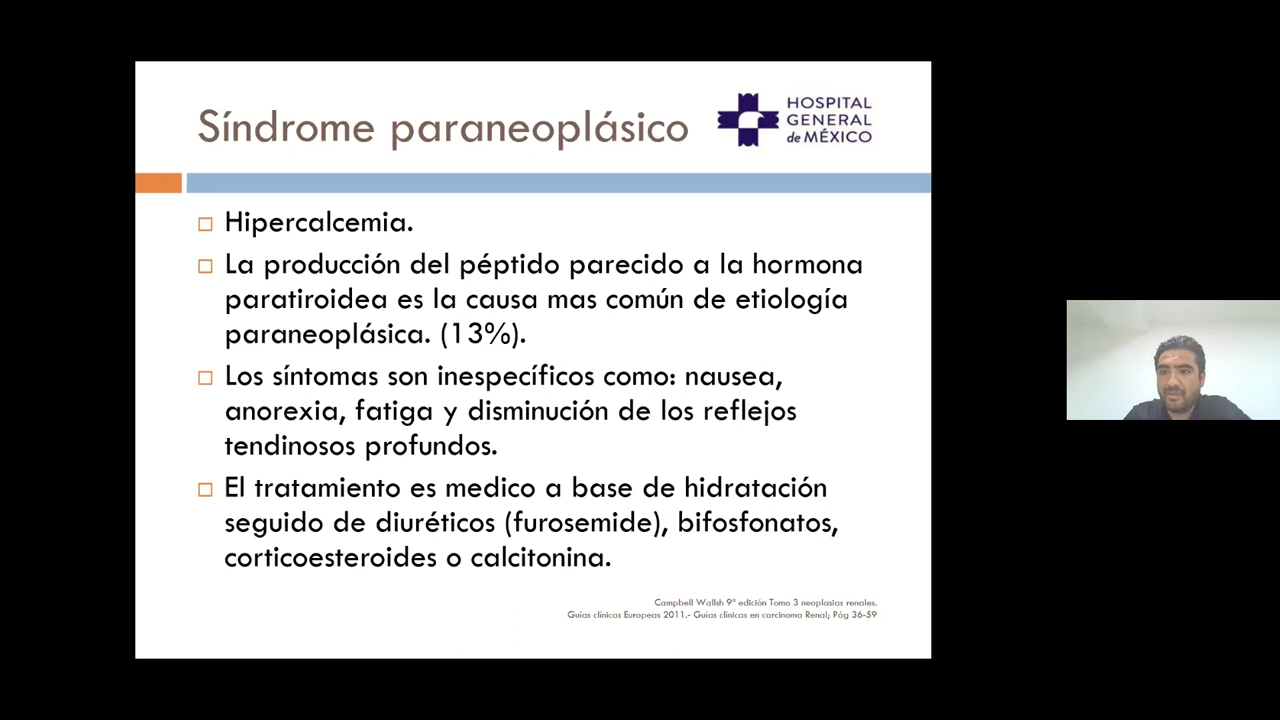 Síndrome paraneoplásico
HOSPITAL
GENERAL
de MÉXICO
Hipercalcemia.
La producción del péptido parecido a la hormona
paratiroidea es la causa mas común de etiología
paraneoplásica. (13%).
Los síntomas son inespecíficos como: nausea,
anorexia, fatiga y disminución de los reflejos
tendinosos profundos.
El tratamiento es medico a base de hidratación
seguido de diuréticos (furosemide), bifosfonatos,
corticoesteroides o calcitonina.
Campbell Wallsh 9ª edición Tomo 3 neoplasias renales.
Guías clínicas Europeas 2011.- Guías clínicas en carcinoma Renal; Pág 36-59